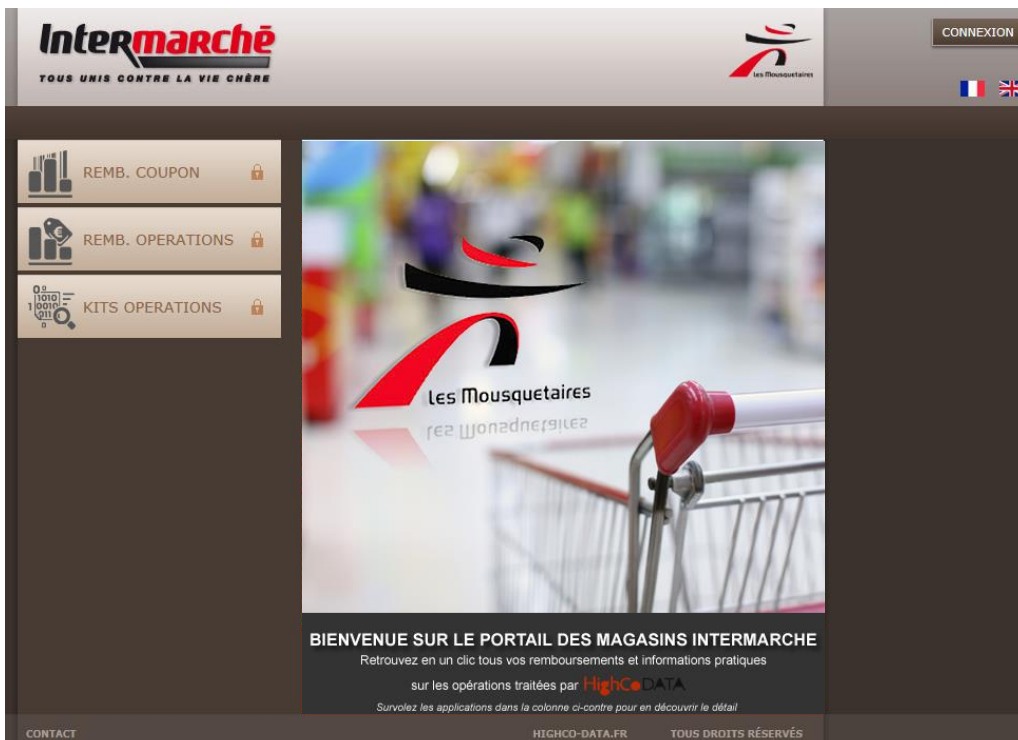 Intermarchē
TOUS UNIS CONTRE LA VIE CHÈRE
Les Mousquetaires
CONNEXION
REMB. COUPON
REMB. OPERATIONS
KITS OPERATIONS
Les Mousquetaires
BIENVENUE SUR LE PORTAIL DES MAGASINS INTERMARCHE
Retrouvez en un clic tous vos remboursements et informations pratiques
sur les opérations traitées par HighCo DATA
Survolez les applications dans la colonne ci-contre pour en découvrir le détail
CONTACT HIGHCO-DATA.FR TOUS DROITS RÉSERVÉS